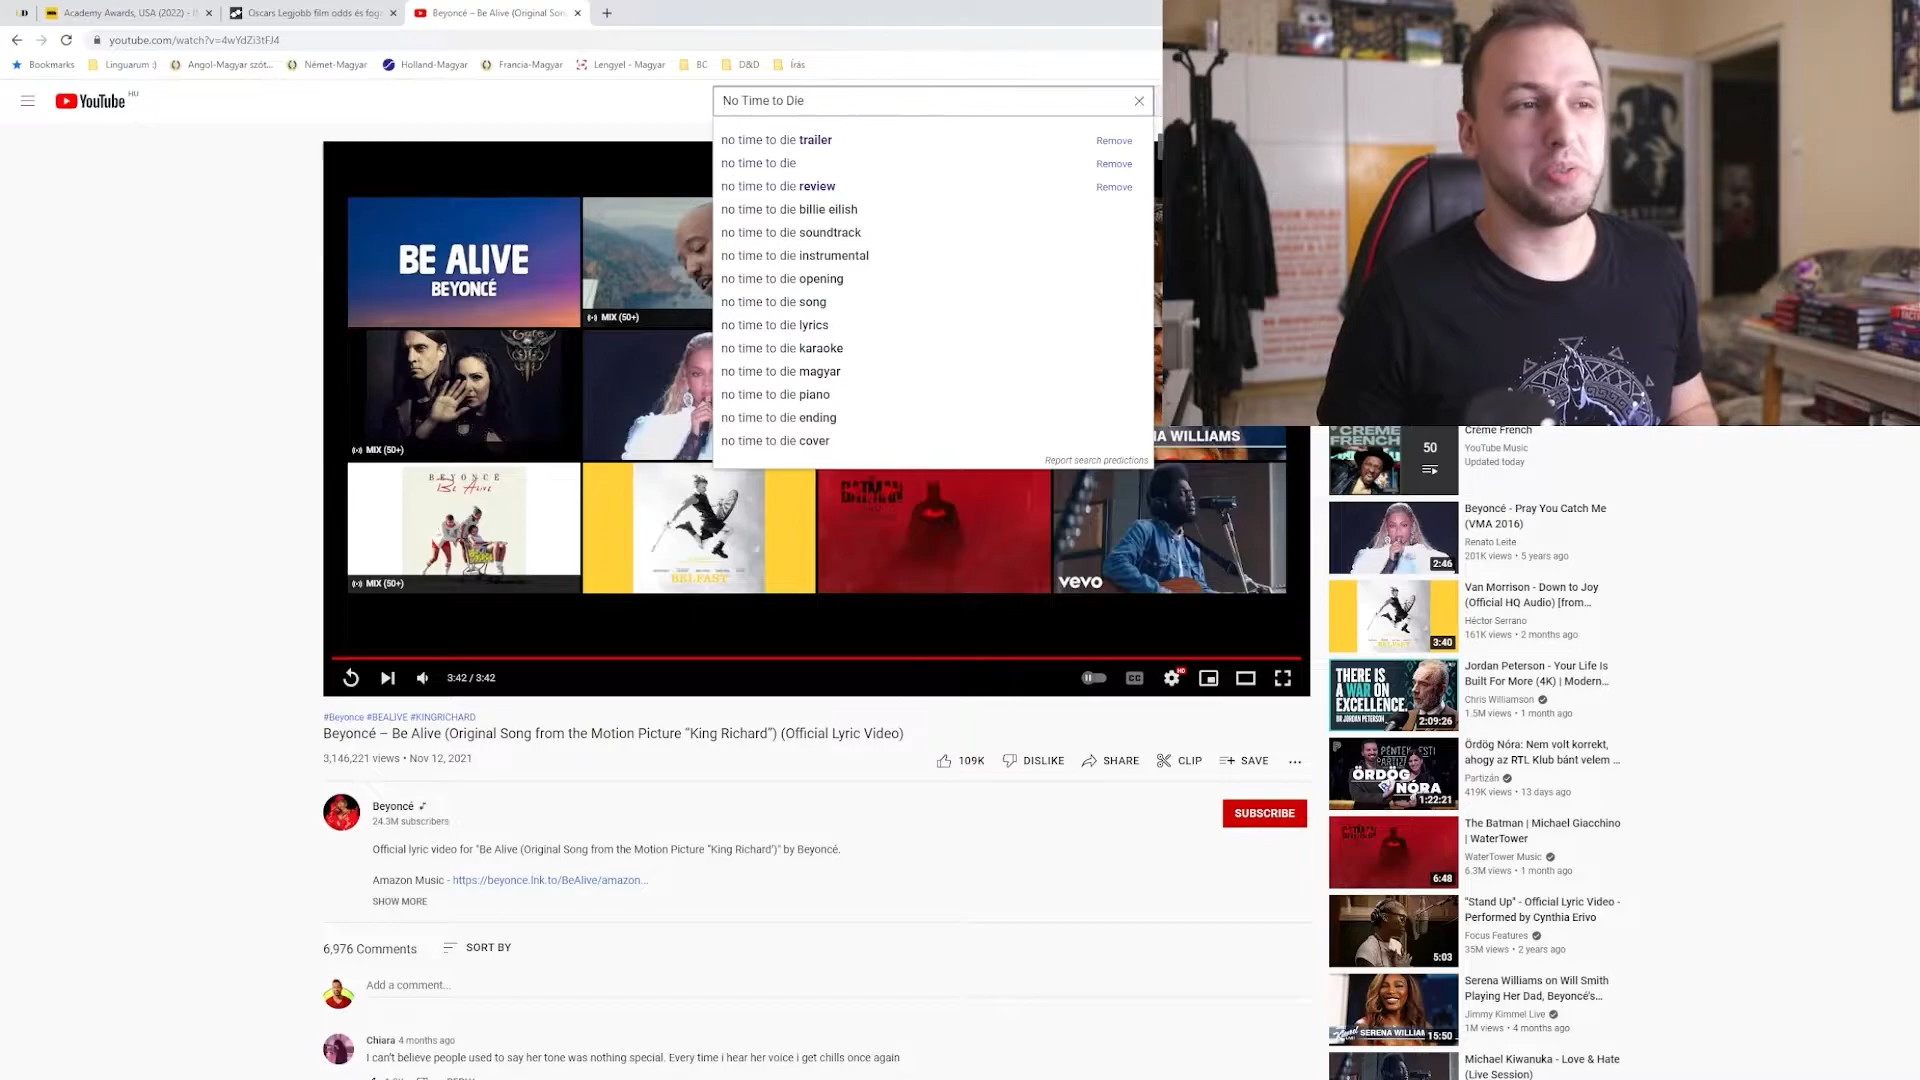 Academy Awards, USA (2022) - I
Oscars Legjobb film odds és fog
Beyoncé – Be Alive (Original Son
youtube.com/watch?v=4wYdZi3tFJ4
Bookmarks
Linguarum :)
Angol-Magyar szót...
Német-Magyar
Holland-Magyar
Francia-Magyar
Lengyel - Magyar
BC
D&D
Írás
YouTube HU
No Time to Die
no time to die trailer Remove
no time to die Remove
no time to die review Remove
no time to die billie eilish
no time to die soundtrack
no time to die instrumental
no time to die opening
no time to die song
no time to die lyrics
no time to die karaoke
no time to die magyar
no time to die piano
no time to die ending
no time to die cover
Report search predictions
BE ALIVE
BEYONCÉ
MIX (50+)
MIX (50+)
A WILLIAMS
BEYONCÉ
Be Alive
MIX (50+)
BELFAST
THE BATMAN
vevo
3:42 / 3:42
CC
HD
#Beyonce #BEALIVE #KINGRICHARD
Beyoncé – Be Alive (Original Song from the Motion Picture "King Richard") (Official Lyric Video)
3,146,221 views • Nov 12, 2021
109K
DISLIKE
SHARE
CLIP
SAVE
Beyoncé
24.3M subscribers
SUBSCRIBE
Official lyric video for "Be Alive (Original Song from the Motion Picture "King Richard")" by Beyoncé.
Amazon Music - https://beyonce.lnk.to/BeAlive/amazon...
SHOW MORE
6,976 Comments
SORT BY
Add a comment...
Chiara 4 months ago
I can't believe people used to say her tone was nothing special. Every time i hear her voice i get chills once again
CRÈME
FRENCH
50
Crème French
YouTube Music
Updated today
Beyoncé - Pray You Catch Me
(VMA 2016)
Renato Leite
201K views • 5 years ago
2:46
Van Morrison - Down to Joy
(Official HQ Audio) [from...
Héctor Serrano
161K views • 2 months ago
3:40
THERE IS
A WAR ON
EXCELLENCE.
DR JORDAN PETERSON
2:09:26
Jordan Peterson - Your Life Is
Built For More (4K) | Modern...
Chris Williamson
1.5M views • 1 month ago
PÉNTEK ESTI
PARTIZÁN
ÖRDÖG
NÓRA
1:22:21
Ördög Nóra: Nem volt korrekt,
ahogy az RTL Klub bánt velem ...
Partizán
419K views • 13 days ago
The Batman | Michael Giacchino
| WaterTower
WaterTower Music
6.3M views • 1 month ago
6:48
"Stand Up" - Official Lyric Video -
Performed by Cynthia Erivo
Focus Features
35M views • 2 years ago
5:03
Serena Williams on Will Smith
Playing Her Dad, Beyoncé's...
Jimmy Kimmel Live
1M views • 4 months ago
SERENA WILLIAM
15:50
Michael Kiwanuka - Love & Hate
(Live Session)